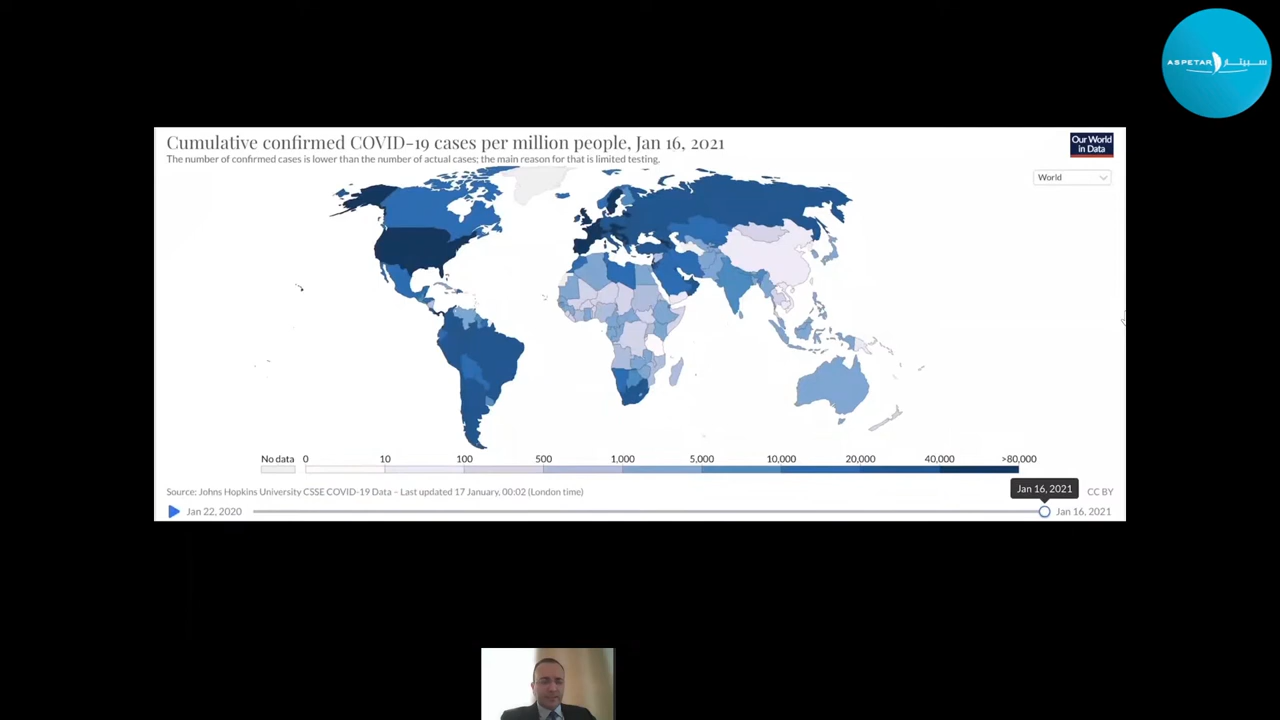 ASPETAR سبيتار
Cumulative confirmed COVID-19 cases per million people, Jan 16, 2021
The number of confirmed cases is lower than the number of actual cases; the main reason for that is limited testing.
Our World
in Data
World
No data 0 10 100 500 1,000 5,000 10,000 20,000 40,000 >80,000
Jan 16, 2021
Source: Johns Hopkins University CSSE COVID-19 Data – Last updated 17 January, 00:02 (London time)
CC BY
Jan 22, 2020
Jan 16, 2021